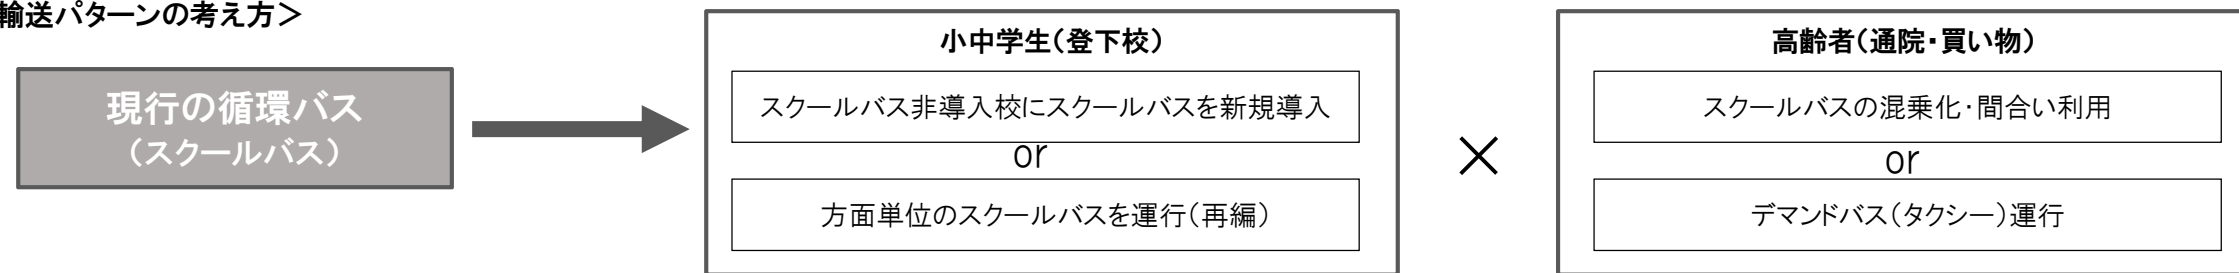 輸送パターンの考え方＞
現行の循環バス
（スクールバス）
小中学生（登下校）
スクールバス非導入校にスクールバスを新規導入
or
方面単位のスクールバスを運行（再編）
×
高齢者（通院・買い物）
スクールバスの混乗化・間合い利用
or
デマンドバス（タクシー）運行